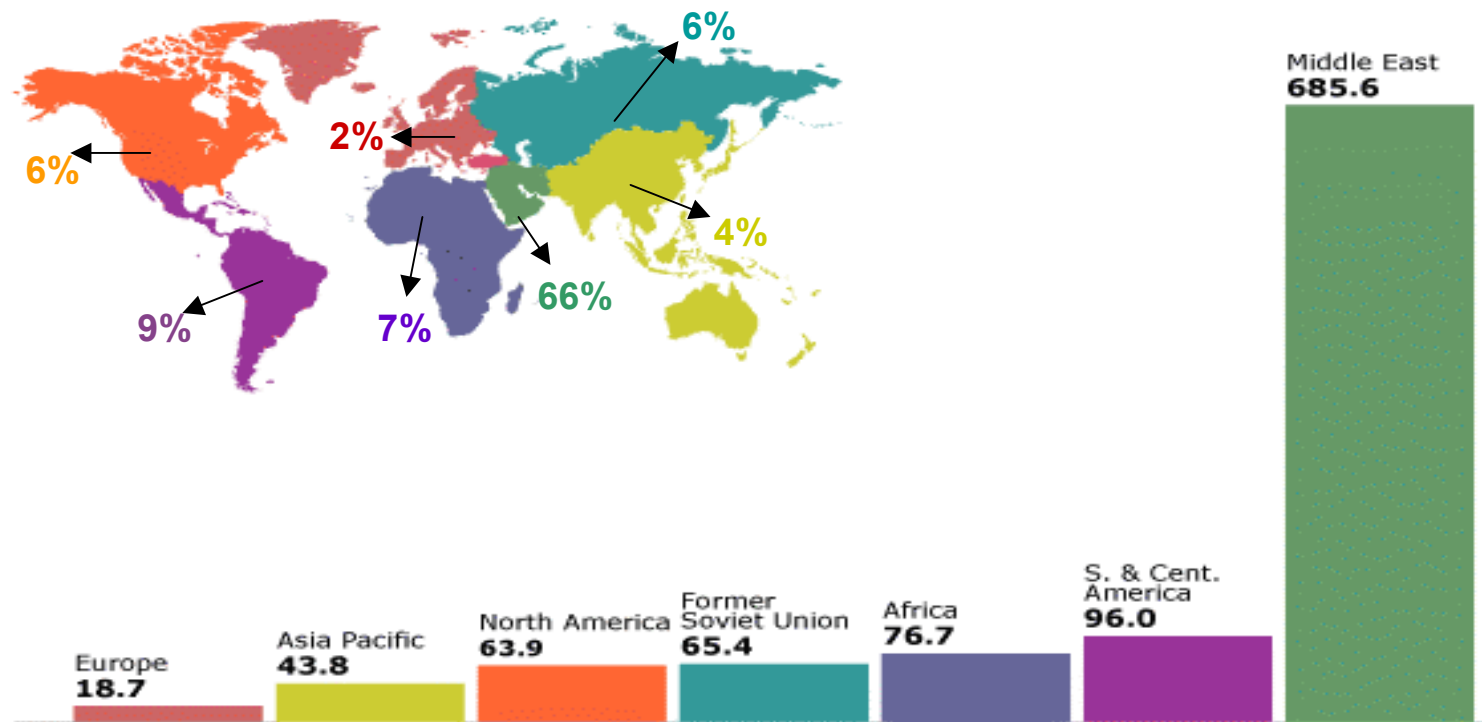 6%
2%
6%
4%
66%
9%
7%
Middle East
685.6
S. & Cent.
America
96.0
Former
Soviet Union
65.4
Africa
76.7
North America
63.9
Asia Pacific
43.8
Europe
18.7